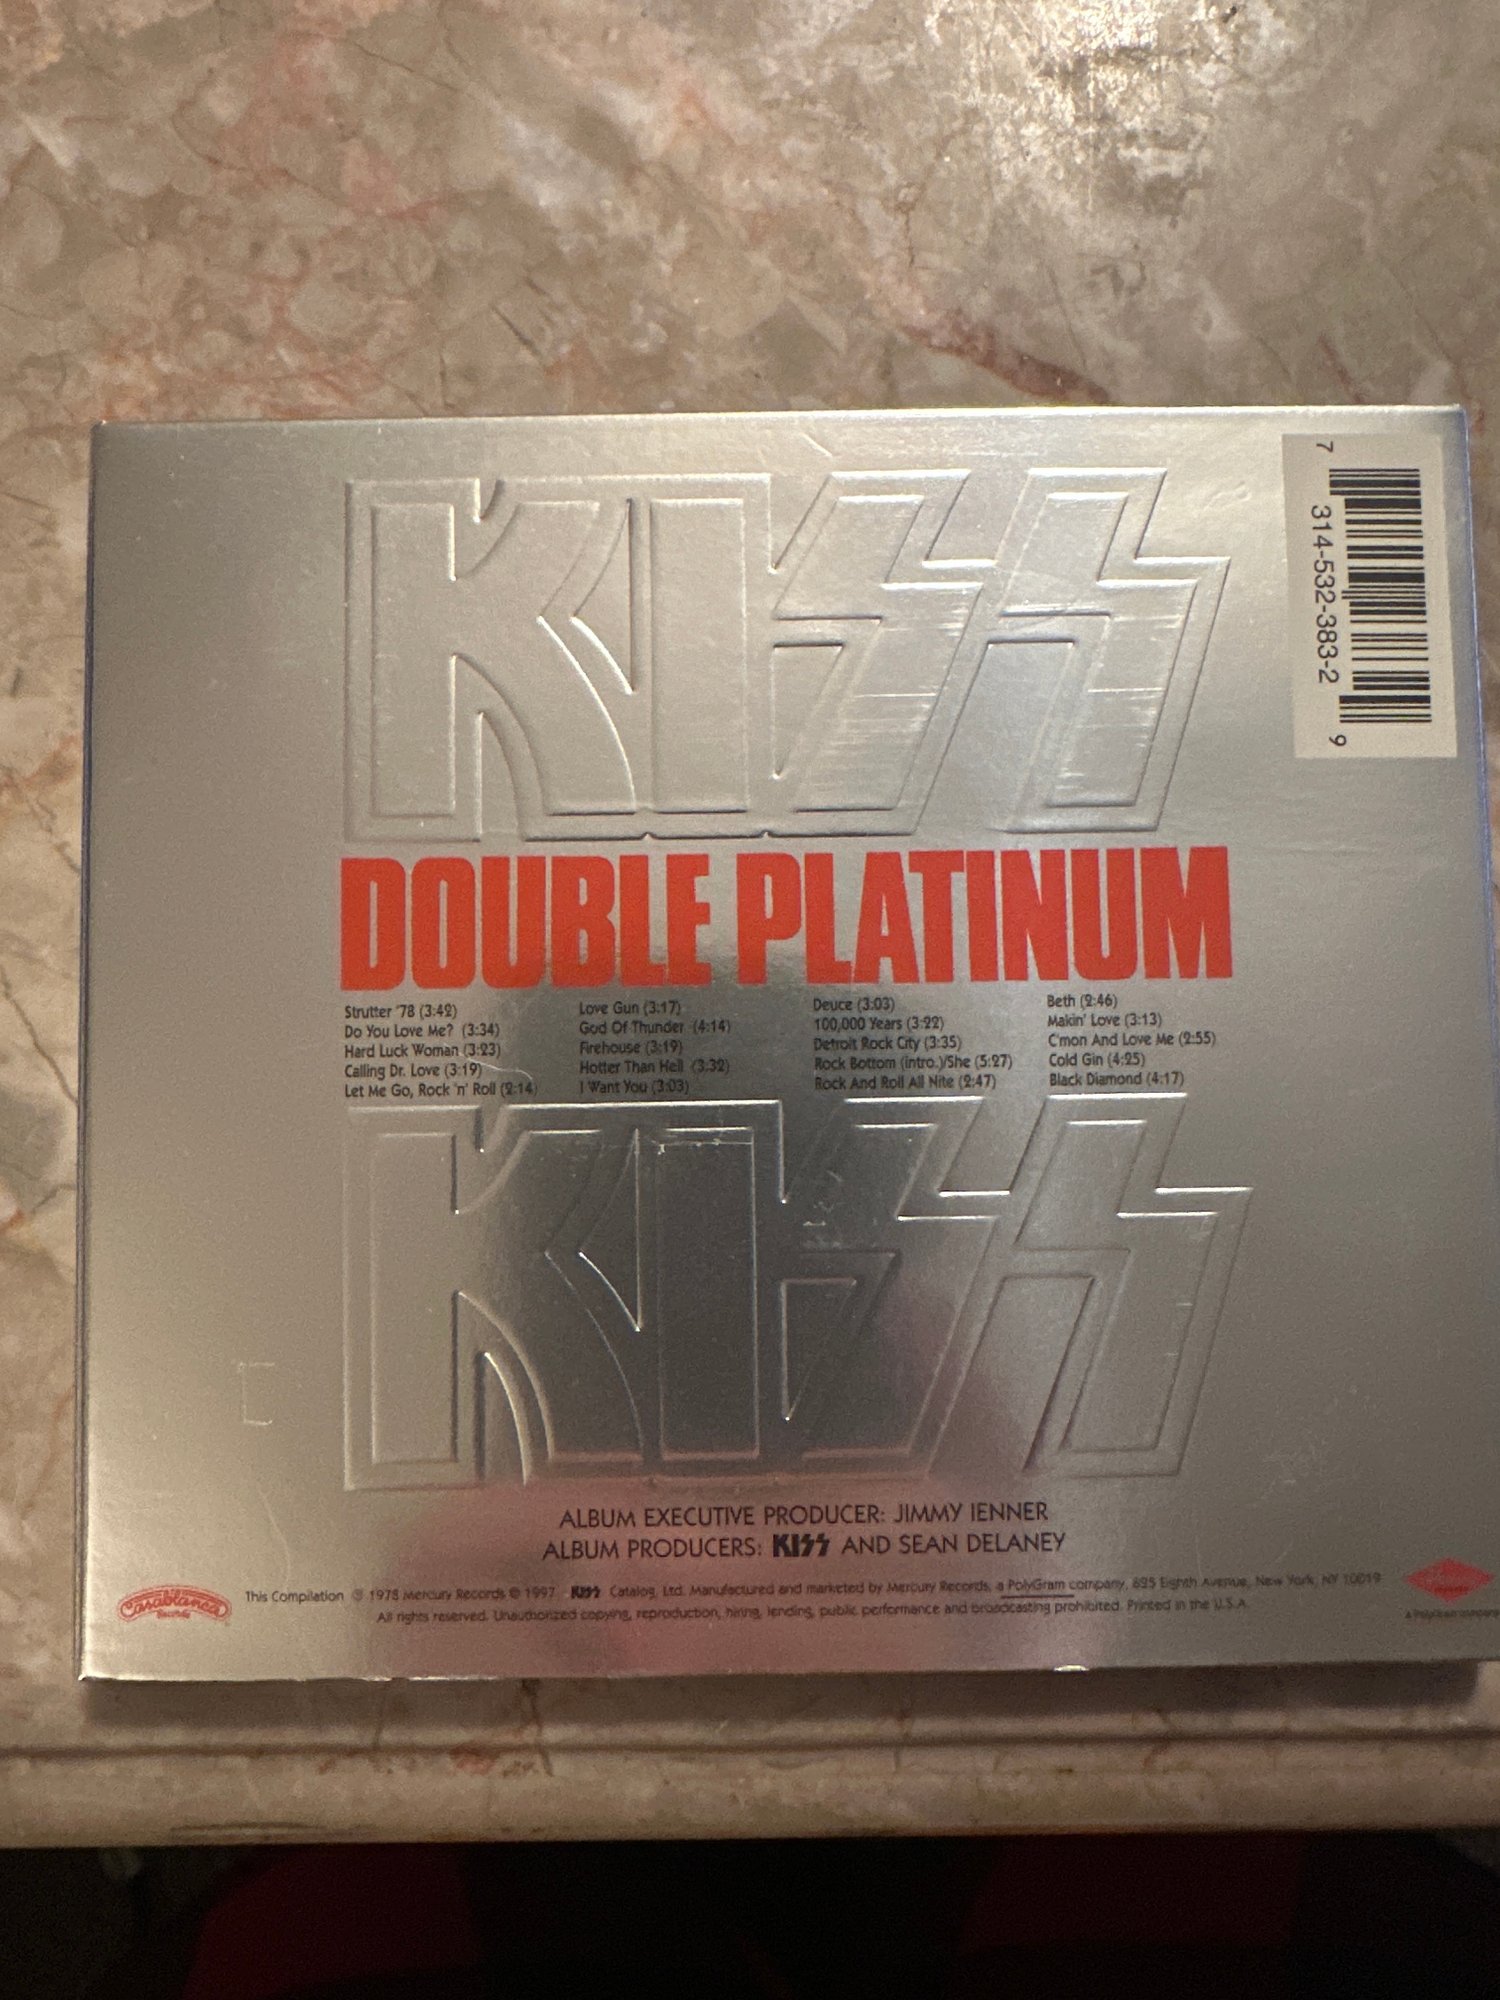 KISS
7
314-532-383-2
9
DOUBLE PLATINUM
Strutter '78 (3:42)
Do You Love Me? (3:34)
Hard Luck Woman (3:23)
Calling Dr. Love (3:19)
Let Me Go, Rock 'n' Roll (2:14)
Love Gun (3:17)
God Of Thunder (4:14)
Firehouse (3:19)
Hotter Than Hell (3:32)
I Want You (3:03)
Deuce (3:03)
100,000 Years (3:22)
Detroit Rock City (3:35)
Rock Bottom (intro.)/She (5:27)
Rock And Roll All Nite (2:47)
Beth (2:46)
Makin' Love (3:13)
C'mon And Love Me (2:55)
Cold Gin (4:25)
Black Diamond (4:17)
KISS
ALBUM EXECUTIVE PRODUCER: JIMMY IENNER
ALBUM PRODUCERS: KISS AND SEAN DELANEY
Casablanca
Records
This Compilation ℗ 1978 Mercury Records © 1997 KISS Catalog, Ltd. Manufactured and marketed by Mercury Records, a PolyGram company, 825 Eighth Avenue, New York, NY 10019
All rights reserved. Unauthorized copying, reproduction, hiring, lending, public performance and broadcasting prohibited. Printed in the U.S.A.
a PolyGram company